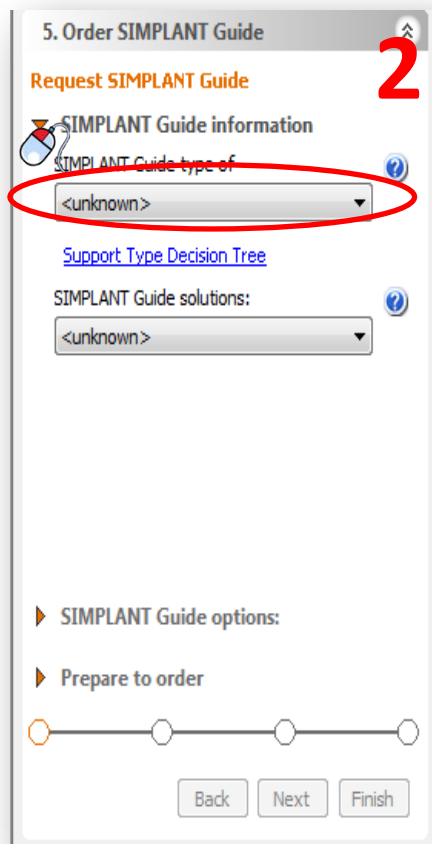 5. Order SIMPLANT Guide
2
Request SIMPLANT Guide
SIMPLANT Guide information
SIMPLANT Guide type of
<unknown>
Support Type Decision Tree
SIMPLANT Guide solutions:
<unknown>
SIMPLANT Guide options:
Prepare to order
Back Next Finish